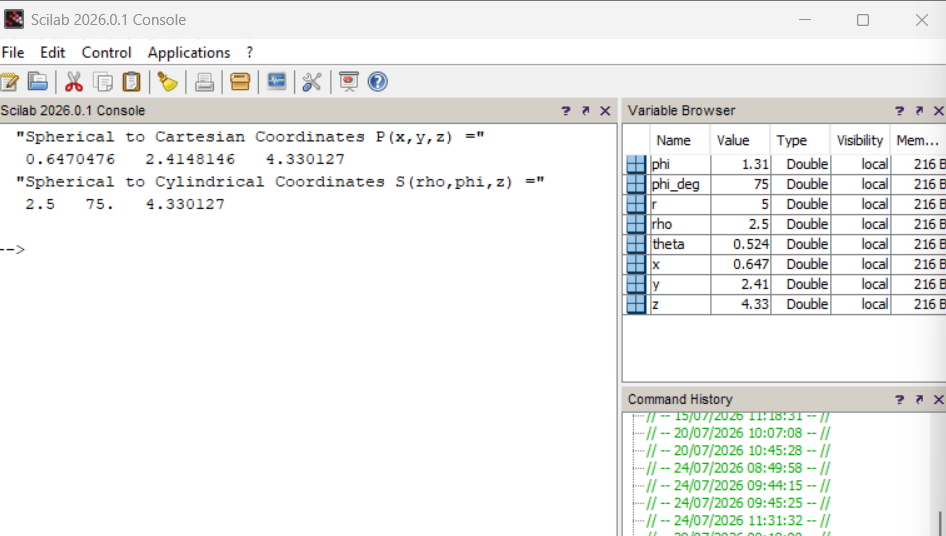 Scilab 2026.0.1 Console
File Edit Control Applications ?
Scilab 2026.0.1 Console ? ↗ X
"Spherical to Cartesian Coordinates P(x,y,z) ="
0.6470476 2.4148146 4.330127
"Spherical to Cylindrical Coordinates S(rho,phi,z) ="
2.5 75. 4.330127
-->
Variable Browser ? ↗ X
Name Value Type Visibility Mem...
phi 1.31 Double local 216 B
phi_deg 75 Double local 216 B
r 5 Double local 216 B
rho 2.5 Double local 216 B
theta 0.524 Double local 216 B
x 0.647 Double local 216 B
y 2.41 Double local 216 B
z 4.33 Double local 216 B
Command History ? ↗ X
// -- 15/07/2026 11:18:31 -- //
// -- 20/07/2026 10:07:08 -- //
// -- 20/07/2026 10:45:28 -- //
// -- 24/07/2026 08:49:58 -- //
// -- 24/07/2026 09:44:15 -- //
// -- 24/07/2026 09:45:25 -- //
// -- 24/07/2026 11:31:32 -- //